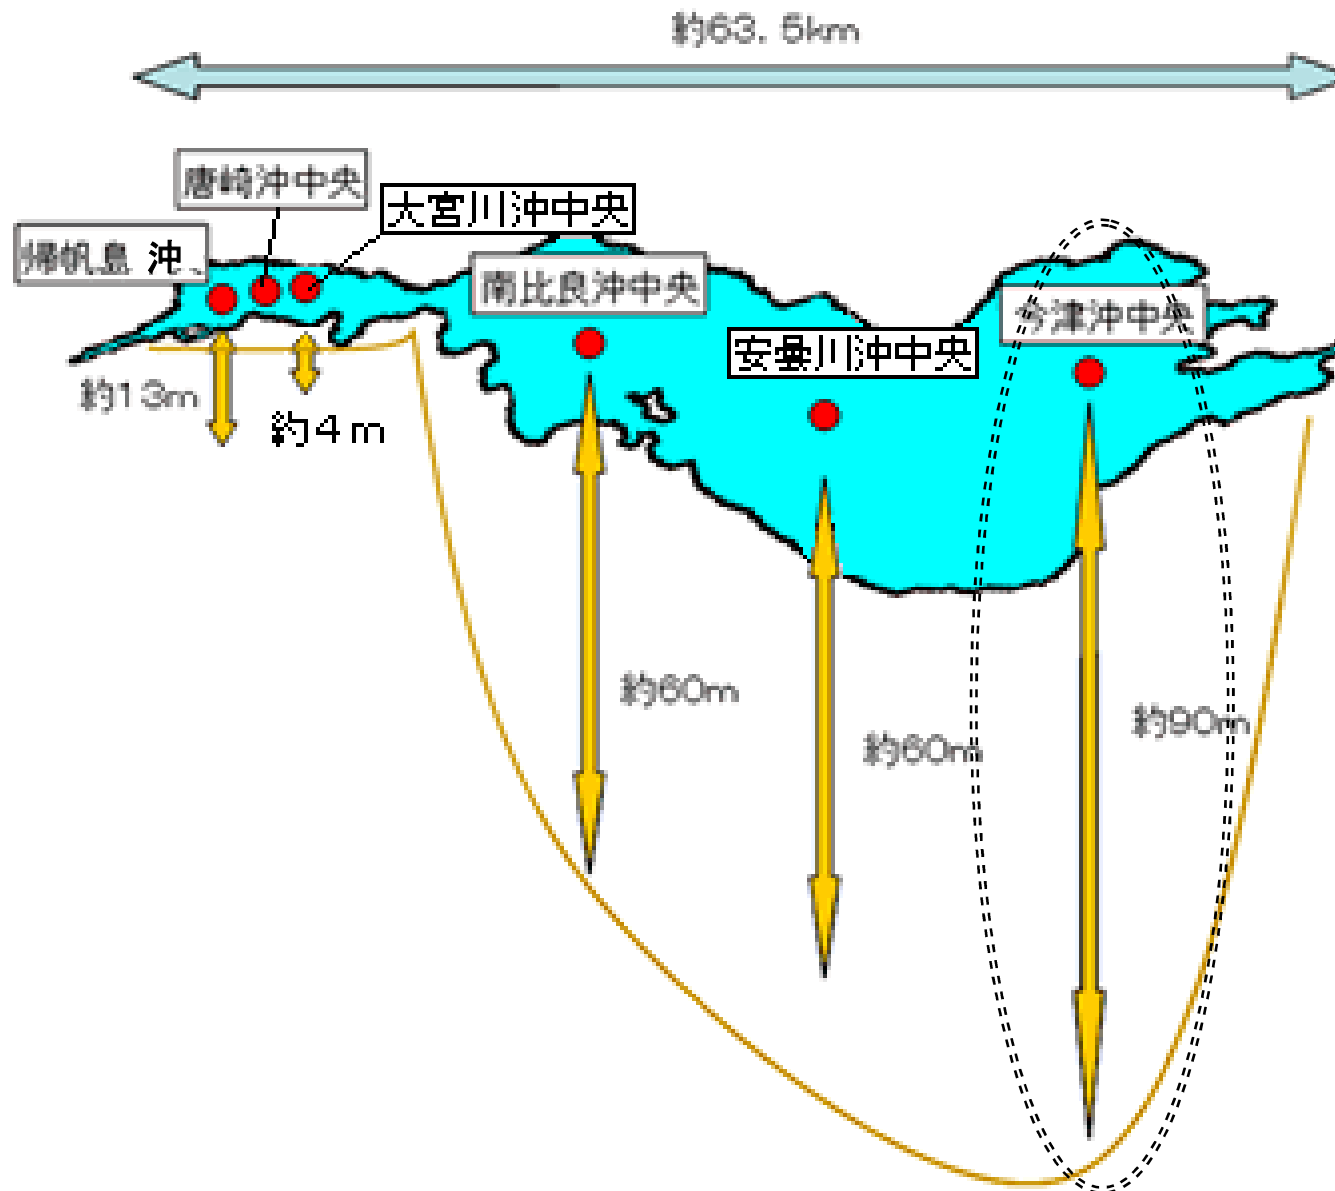 約63.5km
唐崎沖中央
大宮川沖中央
帰帆島 沖
南比良沖中央
今津沖中央
安曇川沖中央
約13m
約4m
約60m
約60m
約90m